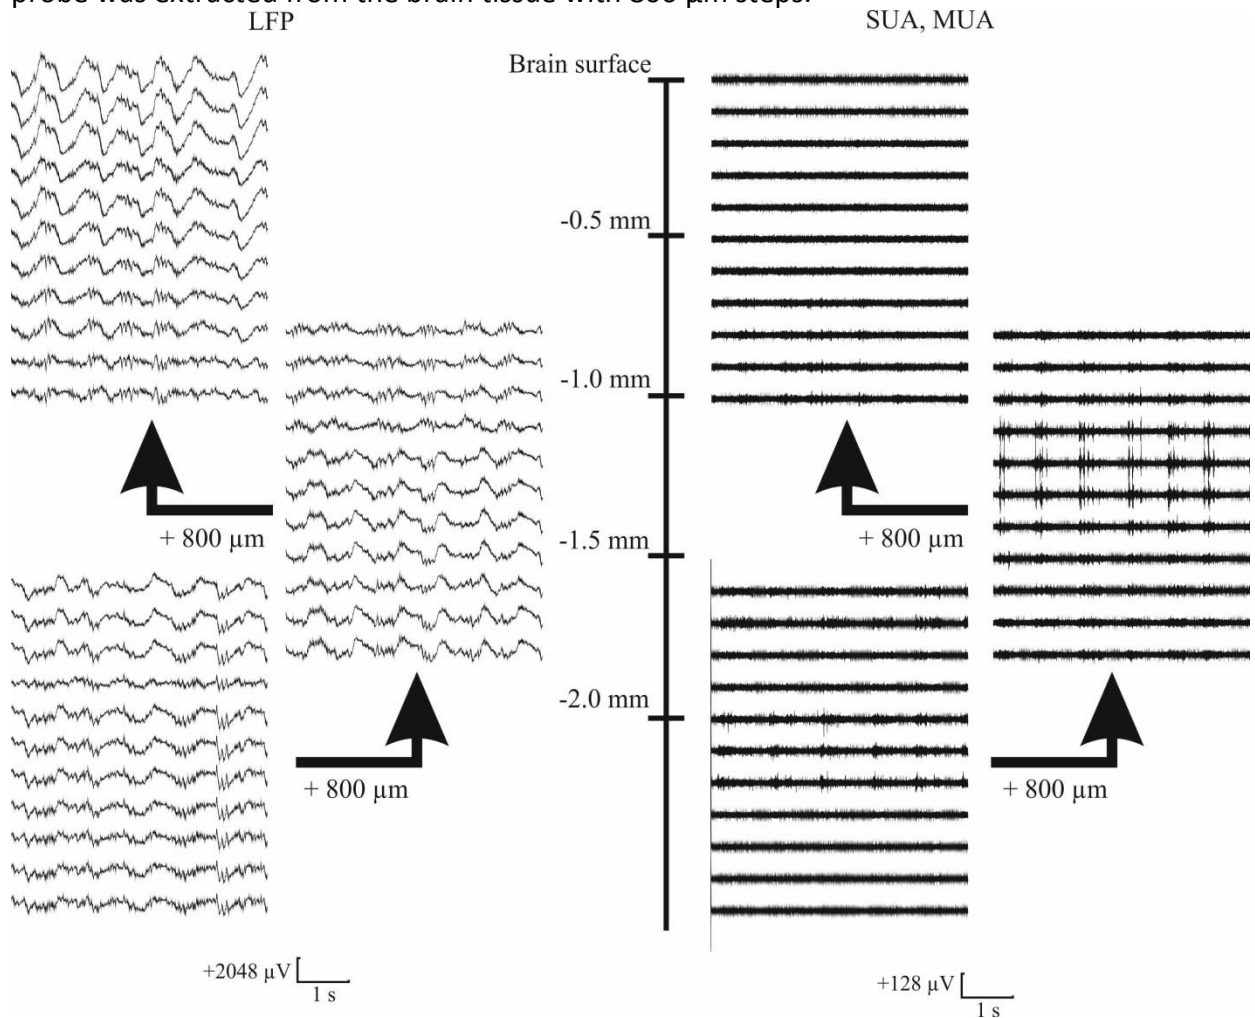 probe was extracted from the brain tissue with 800 µm steps.
LFP
SUA, MUA
Brain surface
-0.5 mm
-1.0 mm
+ 800 µm
+ 800 µm
-1.5 mm
-2.0 mm
+ 800 µm
+ 800 µm
+2048 µV
1 s
+128 µV
1 s